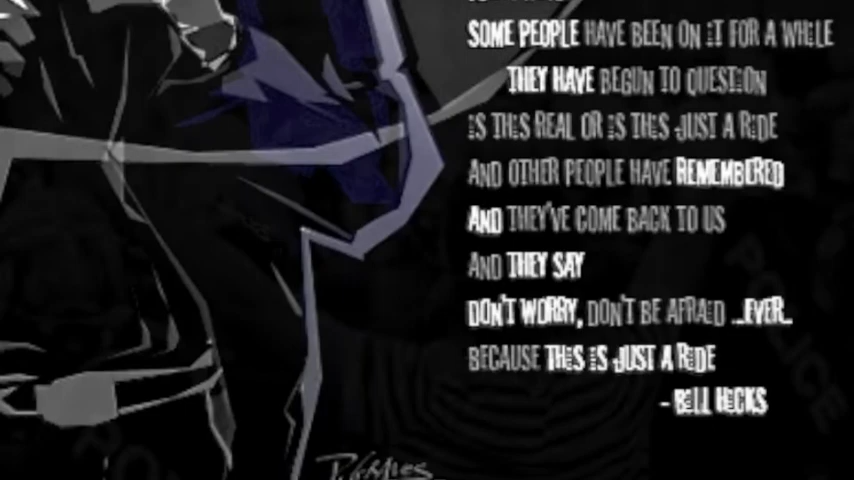 SOME PEOPLE HAVE BEEN ON IT FOR A WHILE
THEY HAVE BEGUN TO QUESTION
IS THIS REAL OR IS THIS JUST A RIDE
AND OTHER PEOPLE HAVE REMEMBERED
AND THEY'VE COME BACK TO US
AND THEY SAY
DON'T WORRY, DON'T BE AFRAID ...EVER...
BECAUSE THIS IS JUST A RIDE
- BILL HICKS
POLICE